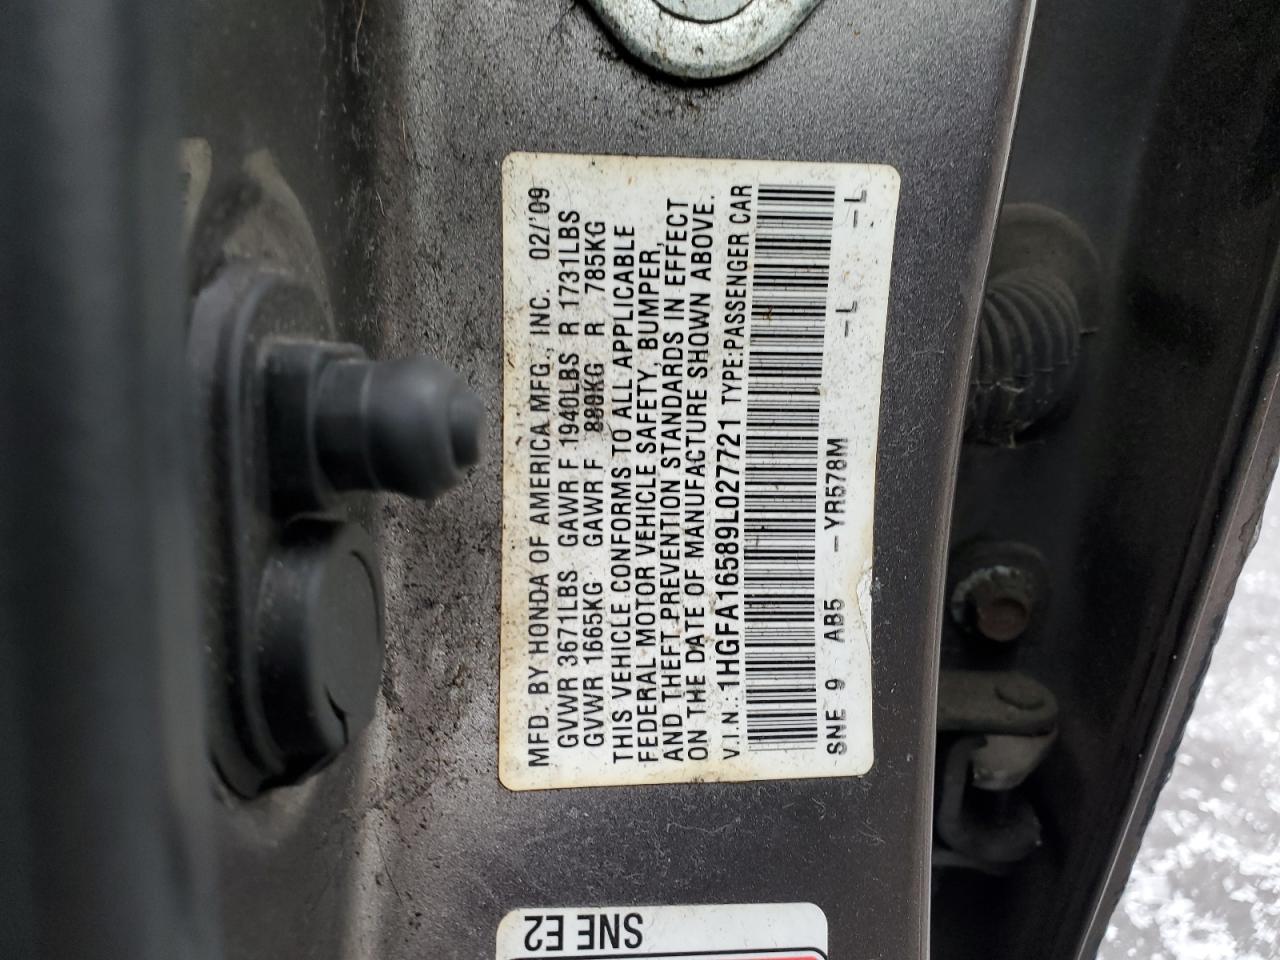 MFD. BY HONDA OF AMERICA MFG., INC. 02/'09
GVWR 3671LBS GAWR F 1940LBS R 1731LBS
GVWR 1665KG GAWR F 880KG R 785KG
THIS VEHICLE CONFORMS TO ALL APPLICABLE
FEDERAL MOTOR VEHICLE SAFETY, BUMPER,
AND THEFT PREVENTION STANDARDS IN EFFECT
ON THE DATE OF MANUFACTURE SHOWN ABOVE.
V.I.N.: 1HGFA16589L027721 TYPE:PASSENGER CAR
SNE 9 AB5 – YR578M –L –L
SNE E2